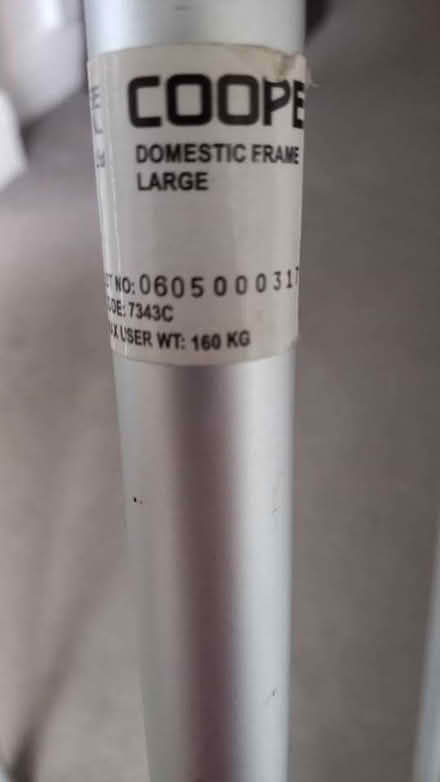 COOPE
DOMESTIC FRAME
LARGE
T NO: 0605000317
DE: 7343C
X USER WT: 160 KG